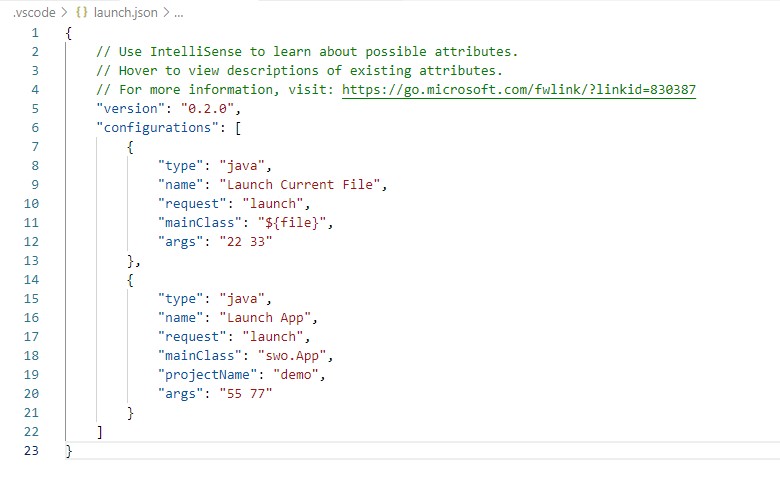 .vscode > {} launch.json > ...
1 {
2 // Use IntelliSense to learn about possible attributes.
3 // Hover to view descriptions of existing attributes.
4 // For more information, visit: https://go.microsoft.com/fwlink/?linkid=830387
5 "version": "0.2.0",
6 "configurations": [
7 {
8 "type": "java",
9 "name": "Launch Current File",
10 "request": "launch",
11 "mainClass": "${file}",
12 "args": "22 33"
13 },
14 {
15 "type": "java",
16 "name": "Launch App",
17 "request": "launch",
18 "mainClass": "swo.App",
19 "projectName": "demo",
20 "args": "55 77"
21 }
22 ]
23 }